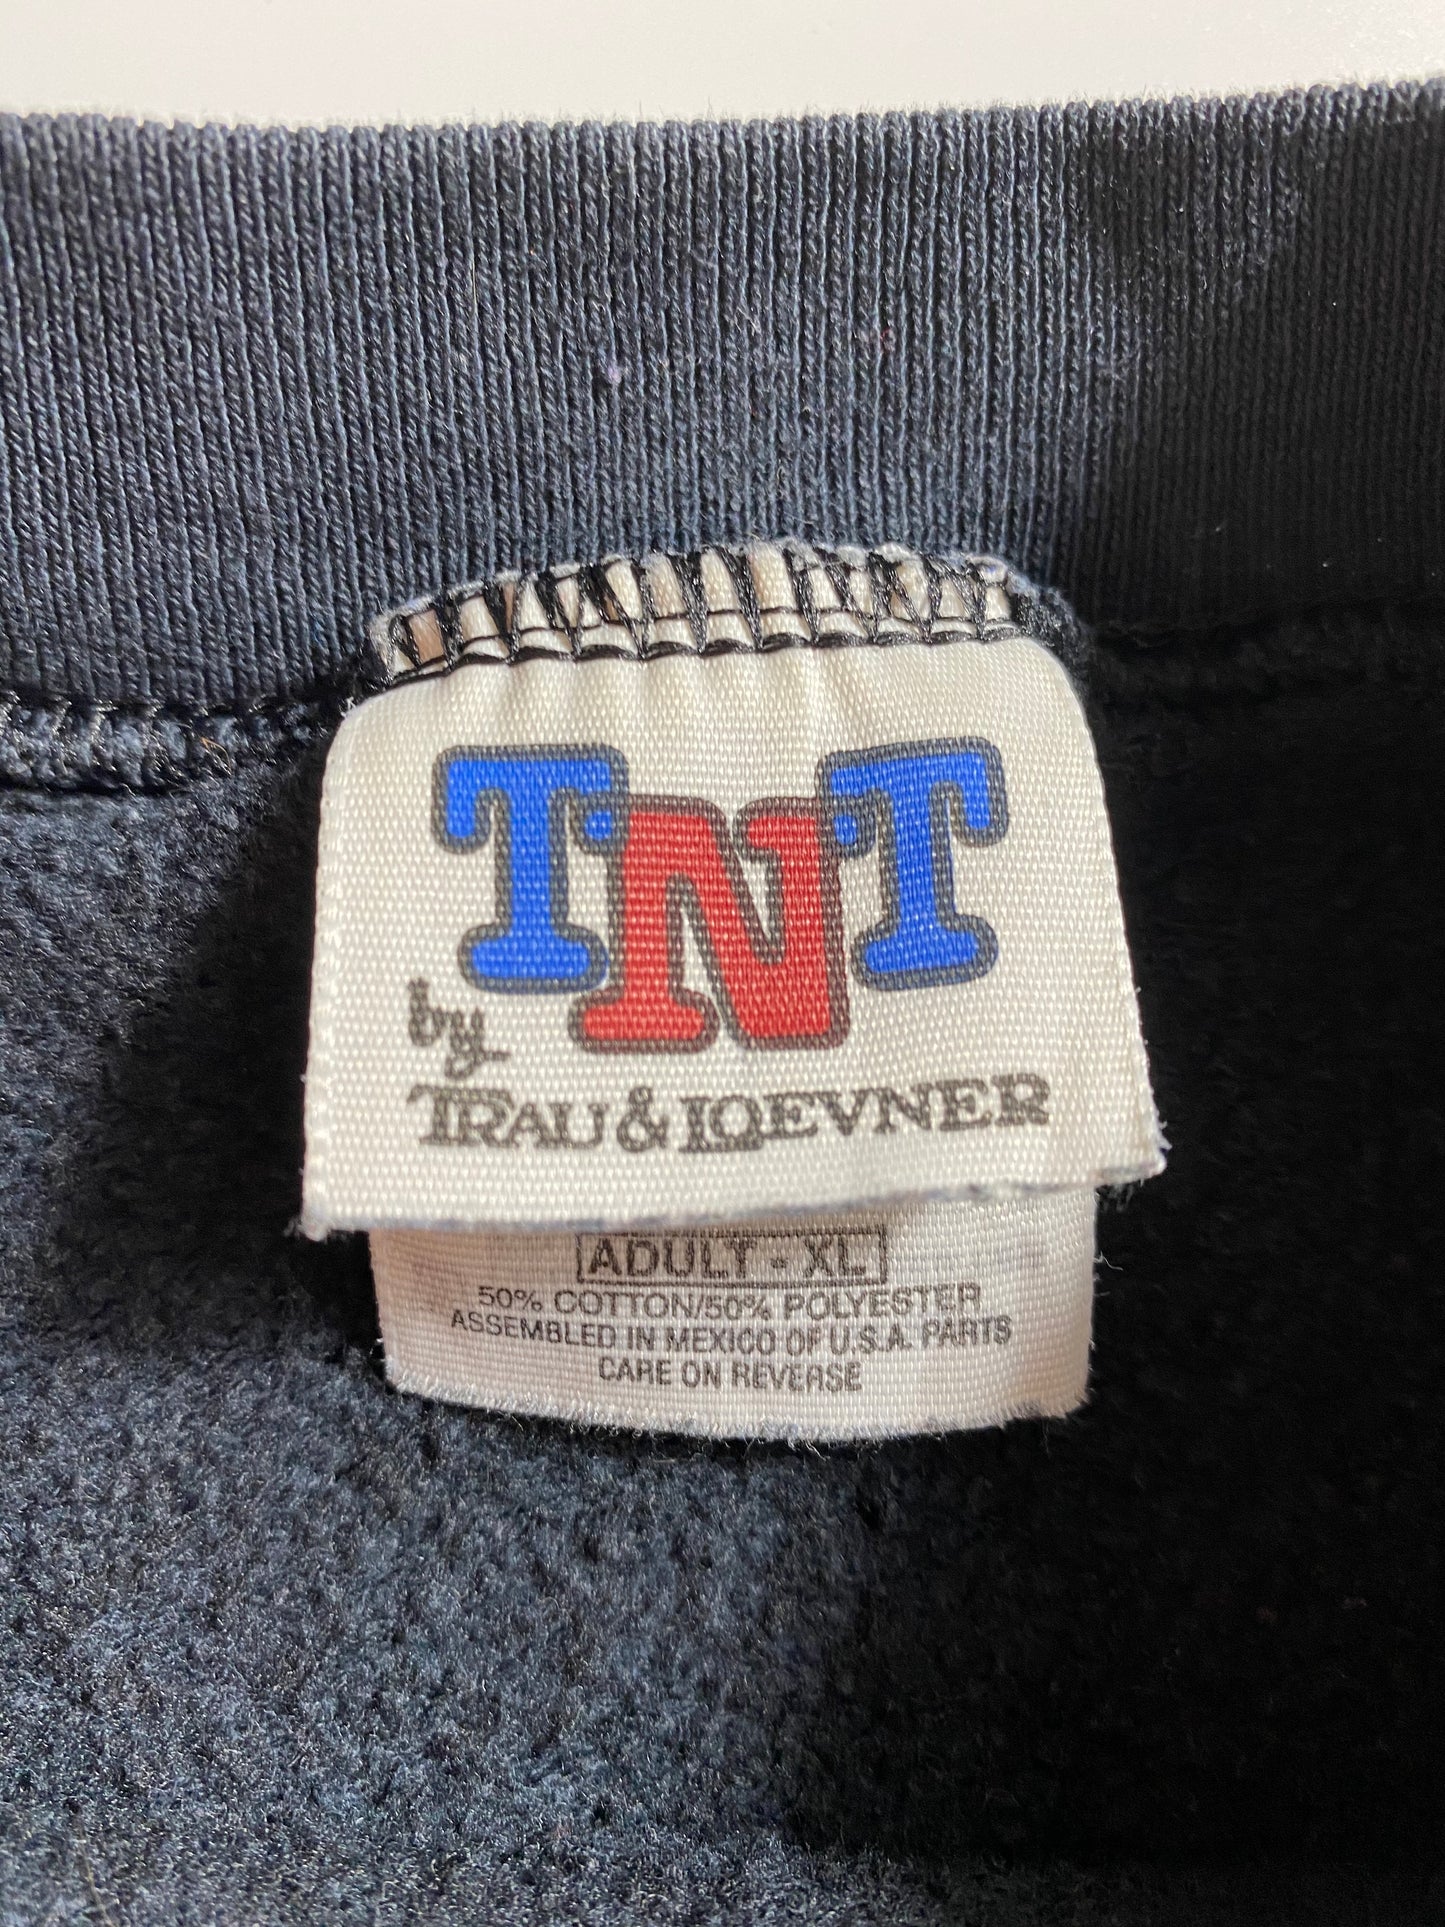 TNT
by
TRAU & LOEVNER
ADULT - XL
50% COTTON/50% POLYESTER
ASSEMBLED IN MEXICO OF U.S.A. PARTS
CARE ON REVERSE